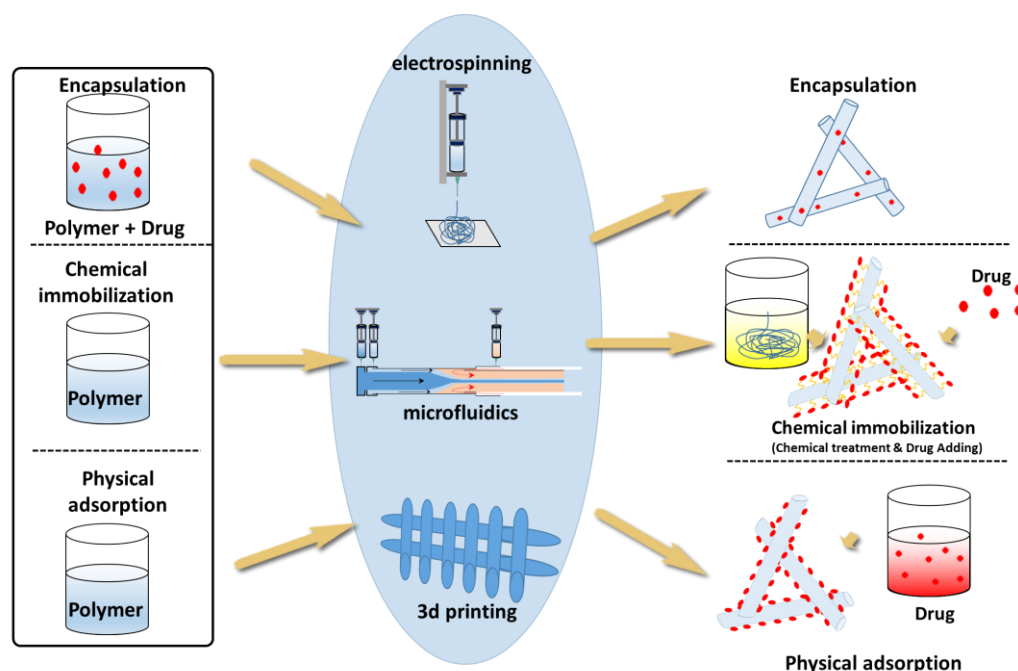 Encapsulation
Polymer + Drug
Chemical
immobilization
Polymer
Physical
adsorption
Polymer
electrospinning
microfluidics
3d printing
Encapsulation
Drug
Chemical immobilization
(Chemical treatment & Drug Adding)
Drug
Physical adsorption